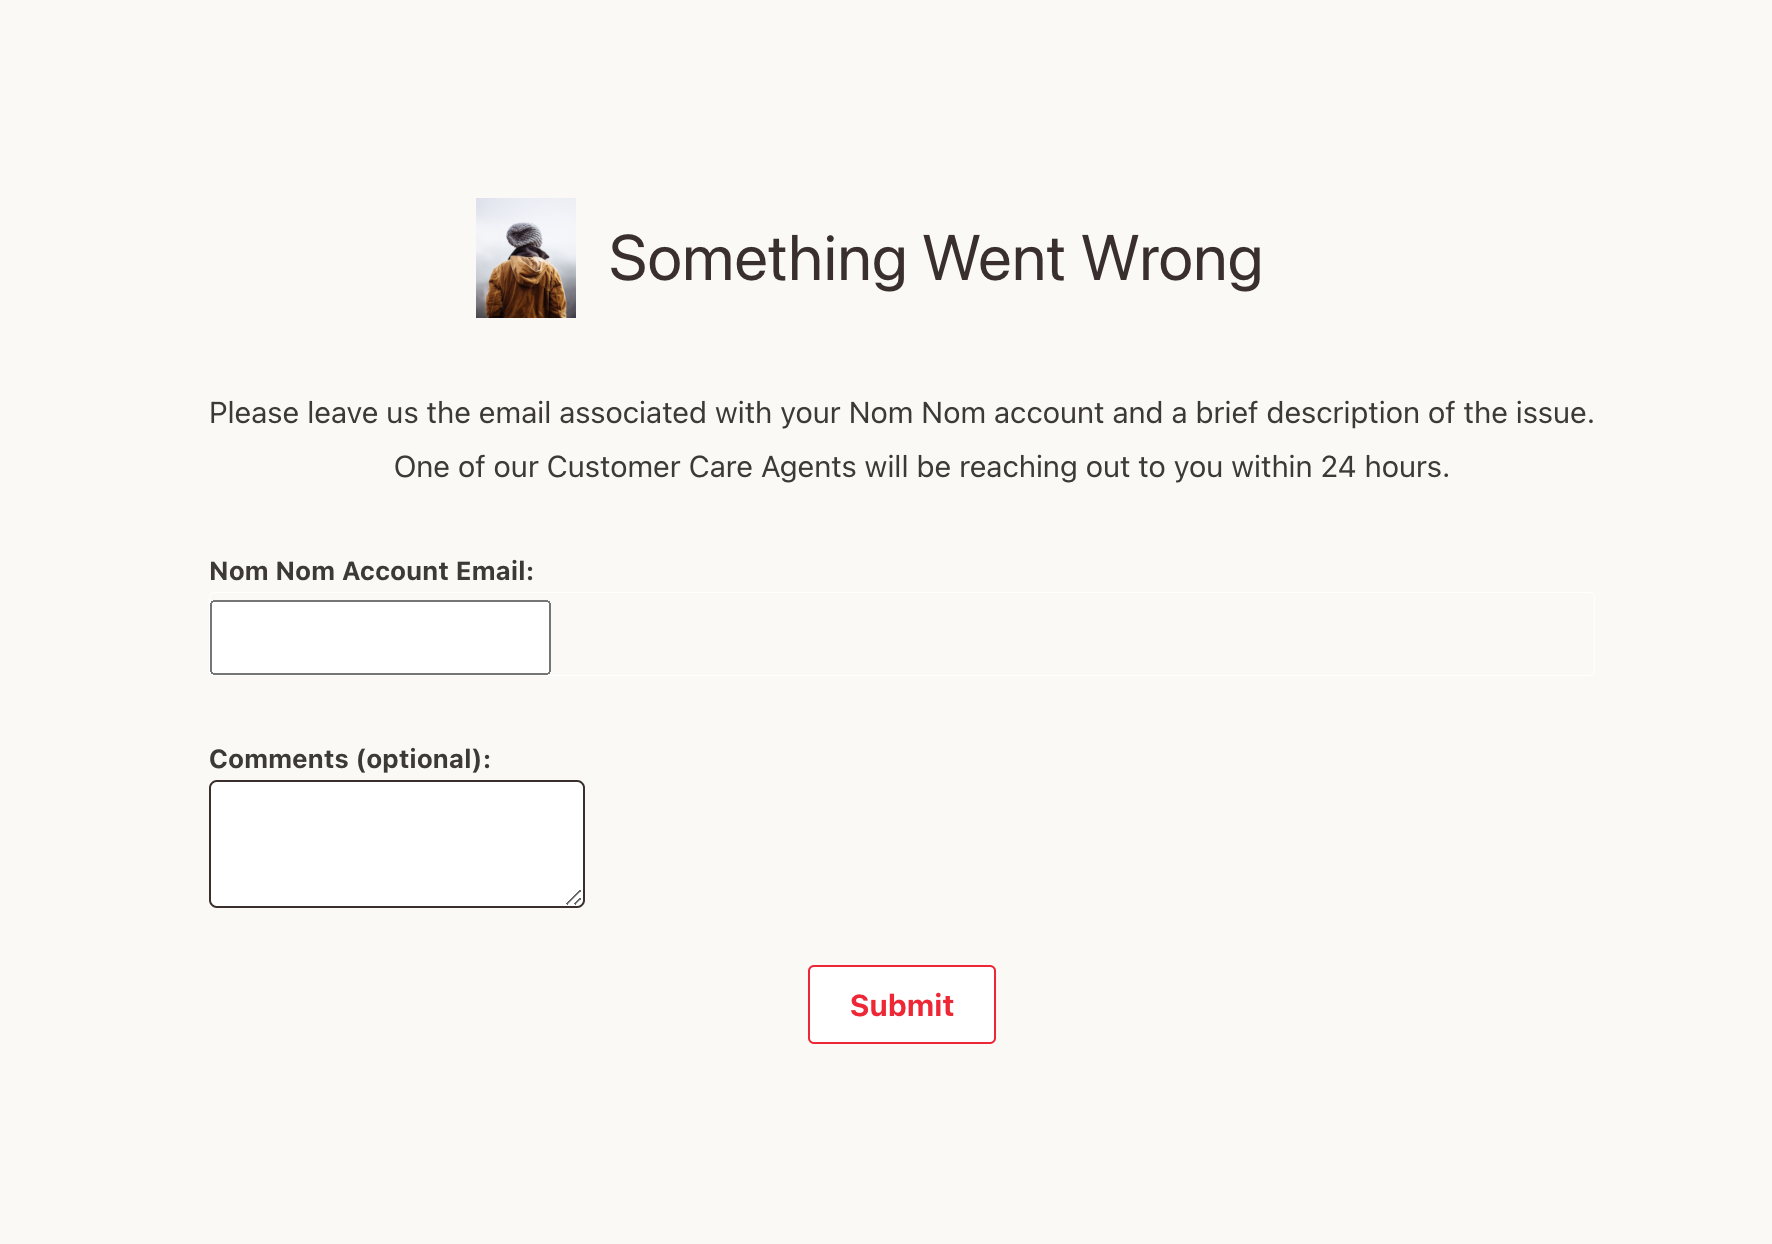 Something Went Wrong
Please leave us the email associated with your Nom Nom account and a brief description of the issue.
One of our Customer Care Agents will be reaching out to you within 24 hours.
Nom Nom Account Email:
Comments (optional):
Submit